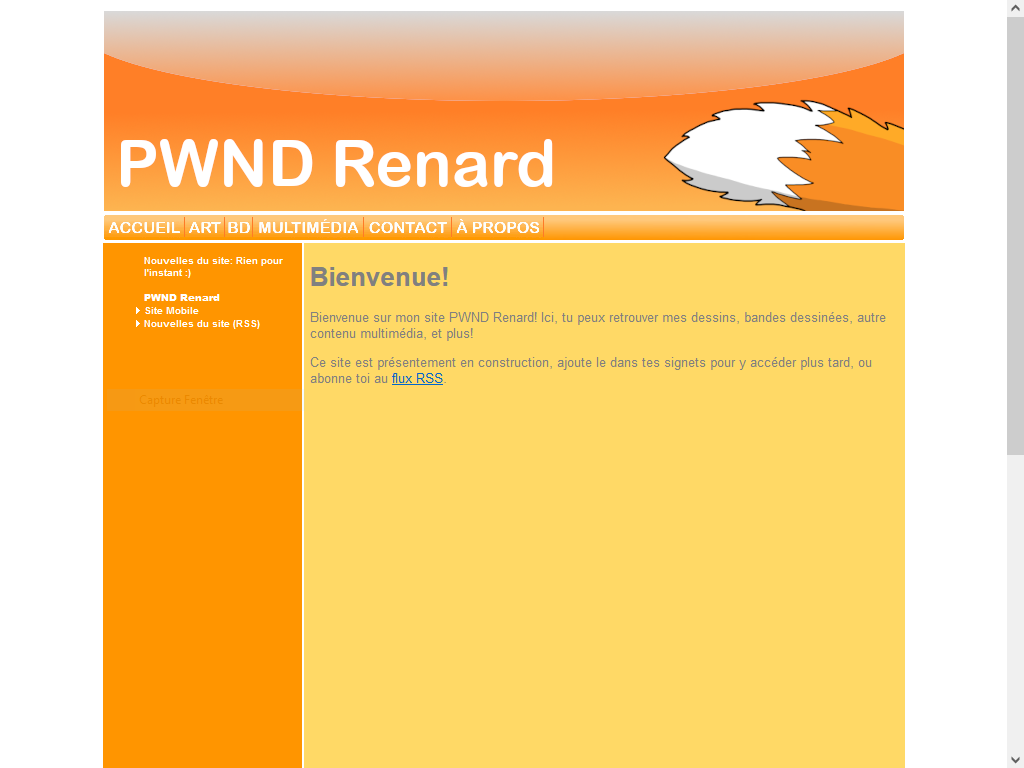 PWND Renard
ACCUEIL ART BD MULTIMÉDIA CONTACT À PROPOS
Nouvelles du site: Rien pour
l'instant :)
PWND Renard
Site Mobile
Nouvelles du site (RSS)
Capture Fenêtre
Bienvenue!
Bienvenue sur mon site PWND Renard! Ici, tu peux retrouver mes dessins, bandes dessinées, autre
contenu multimédia, et plus!
Ce site est présentement en construction, ajoute le dans tes signets pour y accéder plus tard, ou
abonne toi au flux RSS.